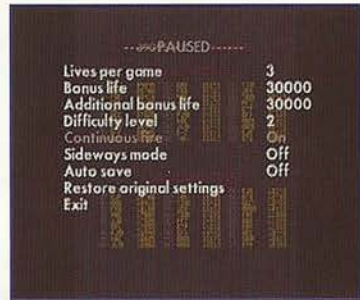 PAUSED
Lives per game 3
Bonus life 30000
Additional bonus life 30000
Difficulty level 2
Continuous fire On
Sideways mode Off
Auto save Off
Restore original settings
Exit